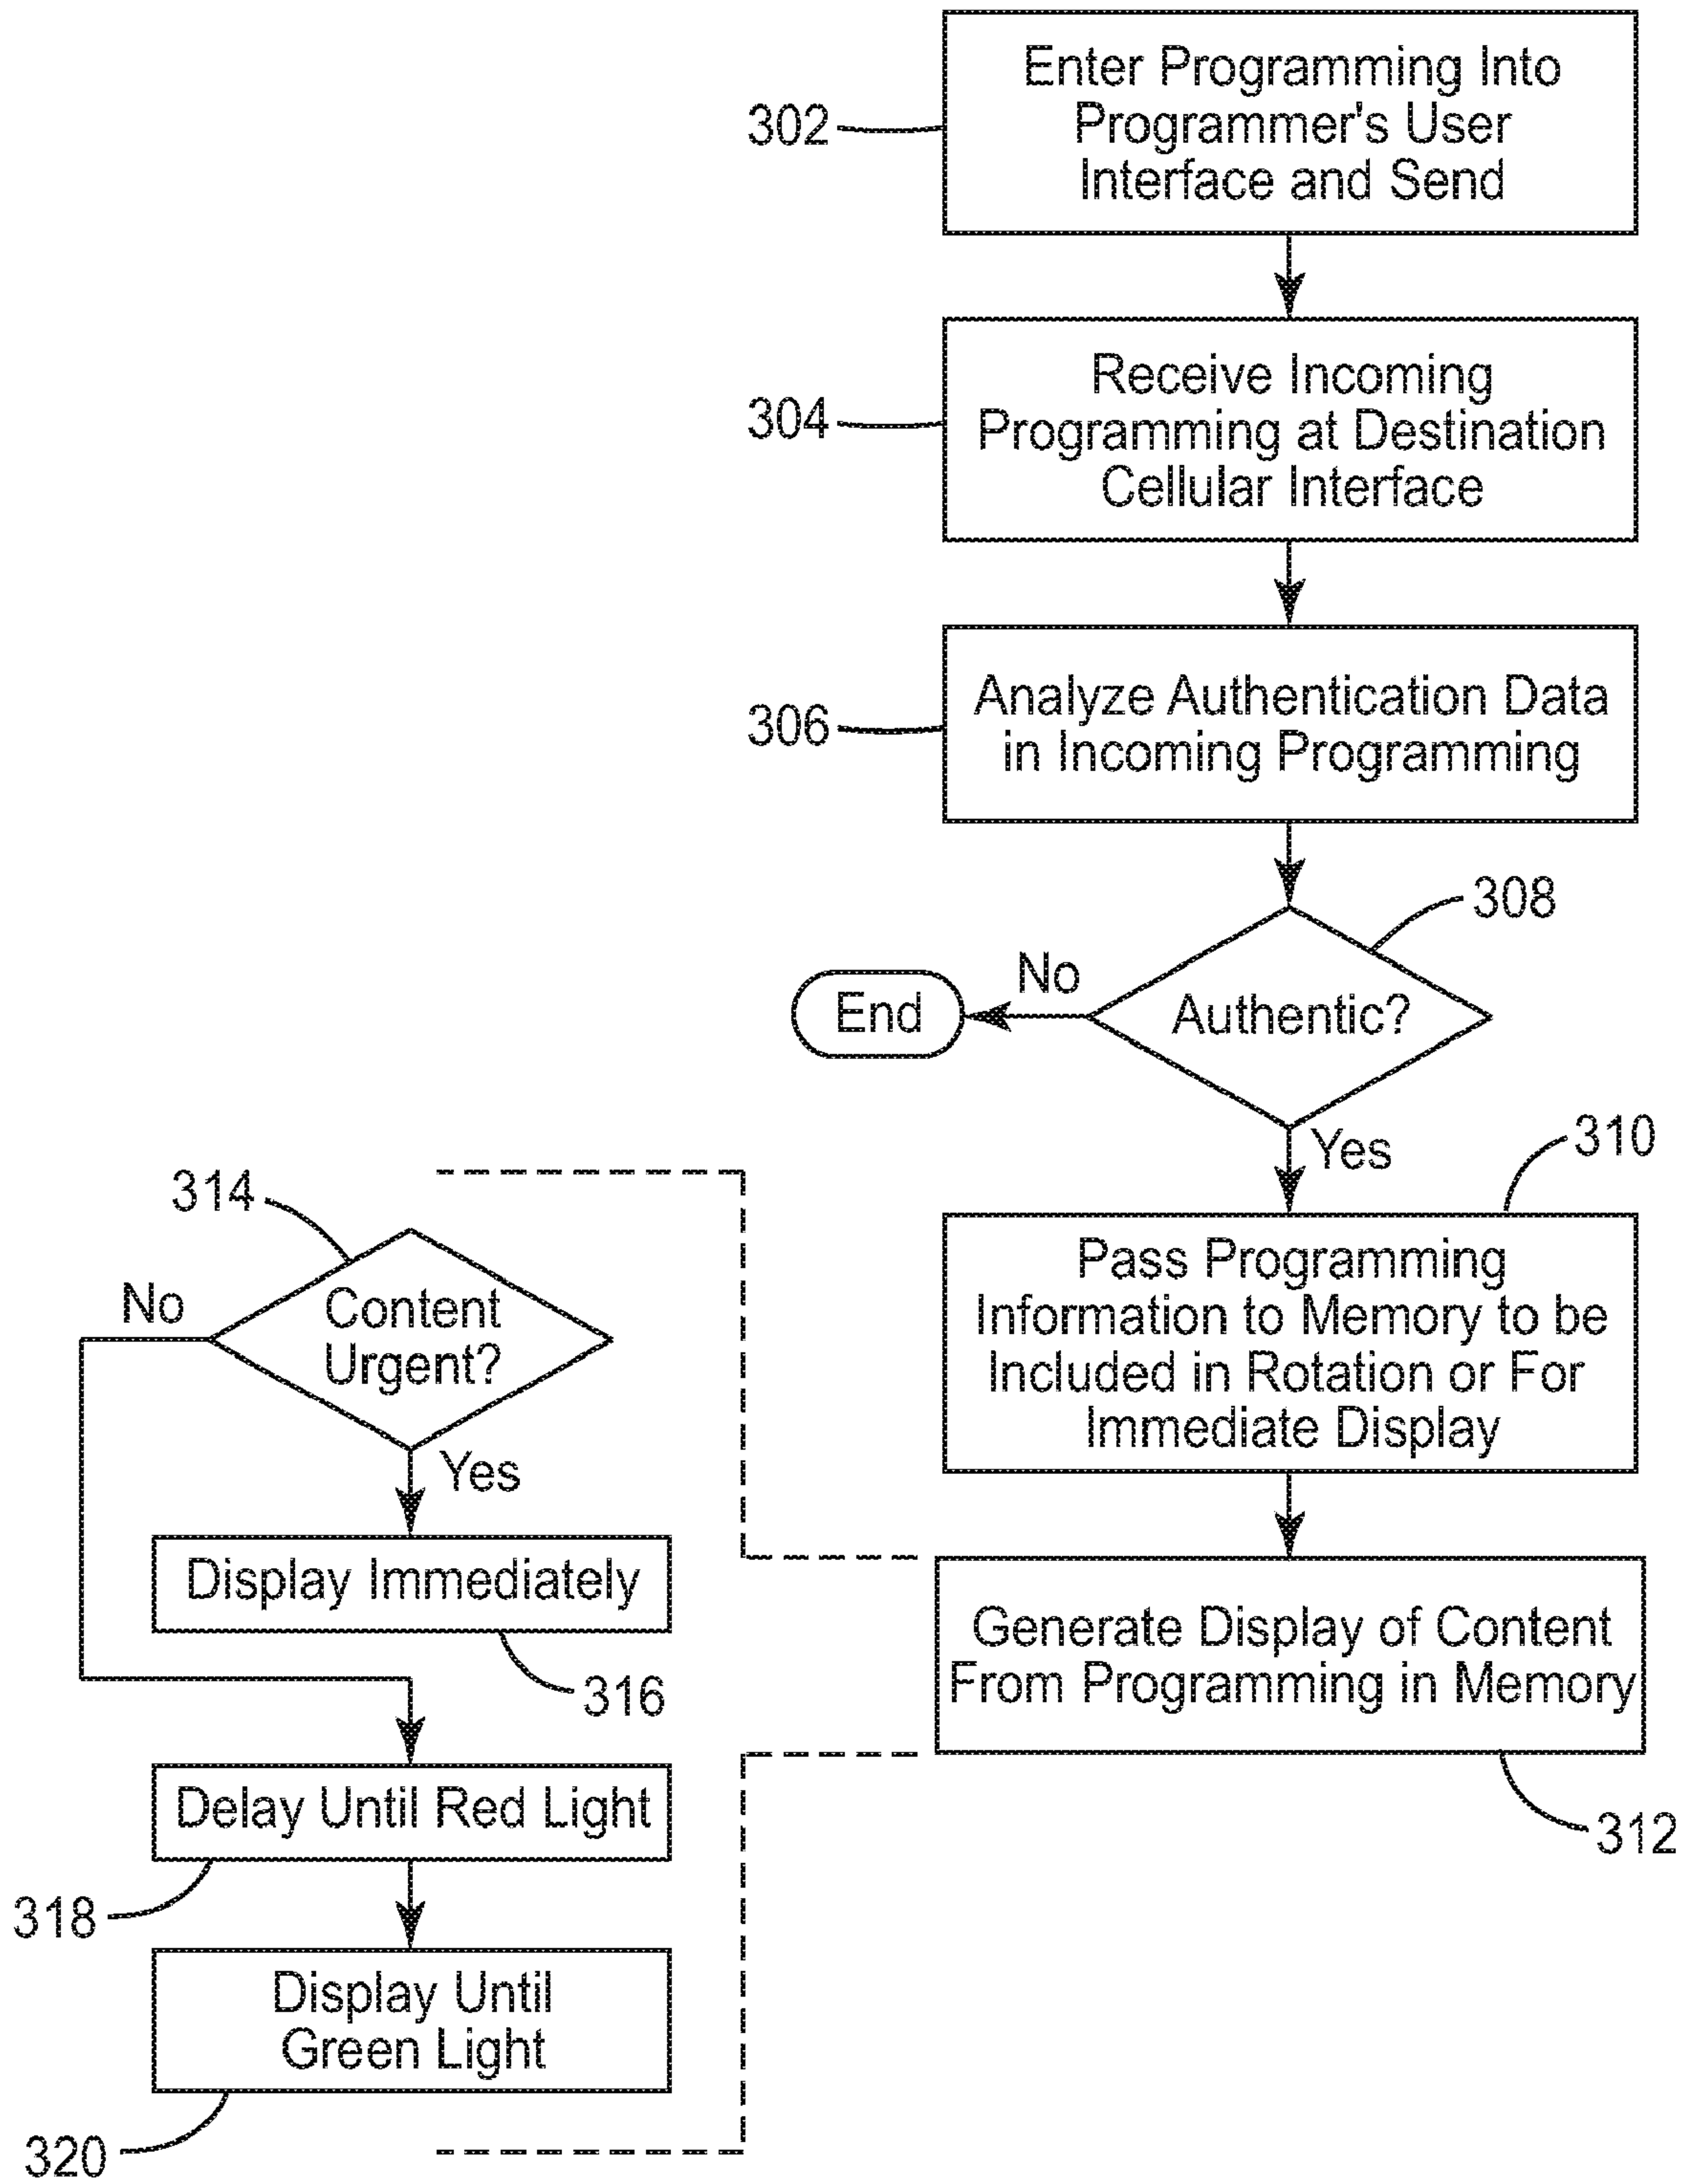 302
Enter Programming Into
Programmer's User
Interface and Send
304
Receive Incoming
Programming at Destination
Cellular Interface
306
Analyze Authentication Data
in Incoming Programming
308
Authentic?
No
End
Yes
310
Pass Programming
Information to Memory to be
Included in Rotation or For
Immediate Display
Generate Display of Content
From Programming in Memory
312
314
Content
Urgent?
No
Yes
Display Immediately
316
Delay Until Red Light
318
Display Until
Green Light
320